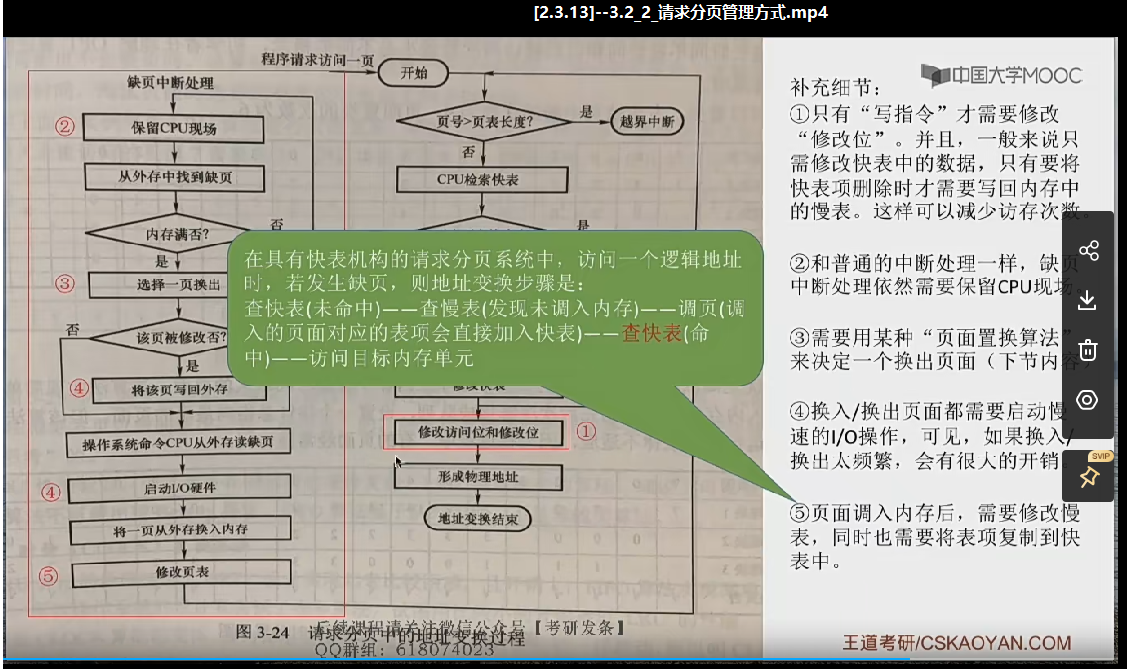 [2.3.13]--3.2_2_请求分页管理方式.mp4
程序请求访问一页
开始
缺页中断处理
② 保留CPU现场
从外存中找到缺页
内存满否?
否
是
③ 选择一页换出
该页被修改否?
否
是
④ 将该页写回外存
操作系统命令CPU从外存读缺页
④ 启动I/O硬件
将一页从外存换入内存
⑤ 修改页表
页号>页表长度?
是
越界中断
否
CPU检索快表
是
修改快表
修改访问位和修改位 ①
形成物理地址
地址变换结束
在具有快表机构的请求分页系统中，访问一个逻辑地址
时，若发生缺页，则地址变换步骤是：
查快表(未命中)——查慢表(发现未调入内存)——调页(调
入的页面对应的表项会直接加入快表)——查快表(命
中)——访问目标内存单元
图 3-24 请求分页中的地址变换过程
后续课程请关注微信公众号【考研发条】
QQ群组：618074023
中国大学MOOC
补充细节：
①只有“写指令”才需要修改
“修改位”。并且，一般来说只
需修改快表中的数据，只有要将
快表项删除时才需要写回内存中
的慢表。这样可以减少访存次数。
②和普通的中断处理一样，缺页
中断处理依然需要保留CPU现场。
③需要用某种“页面置换算法”
来决定一个换出页面（下节内容）
④换入/换出页面都需要启动慢
速的I/O操作，可见，如果换入/
换出太频繁，会有很大的开销。
SVIP
⑤页面调入内存后，需要修改慢
表，同时也需要将表项复制到快
表中。
王道考研/CSKAOYAN.COM